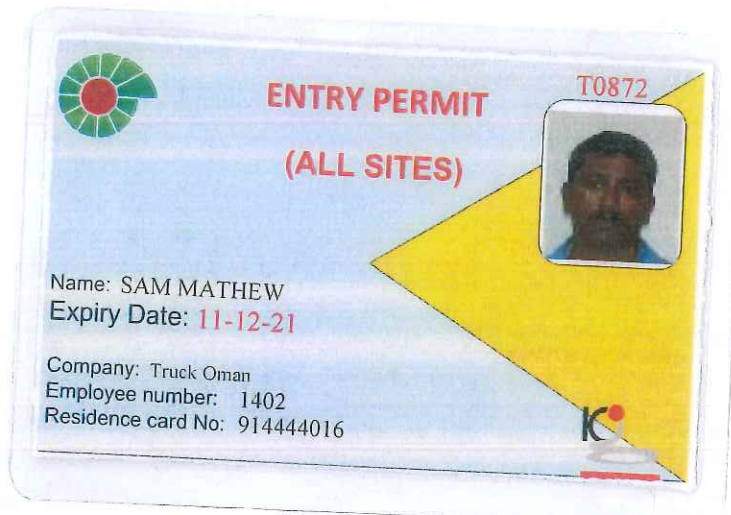 T0872
ENTRY PERMIT
(ALL SITES)
Name: SAM MATHEW
Expiry Date: 11-12-21
Company: Truck Oman
Employee number: 1402
Residence card No: 914444016